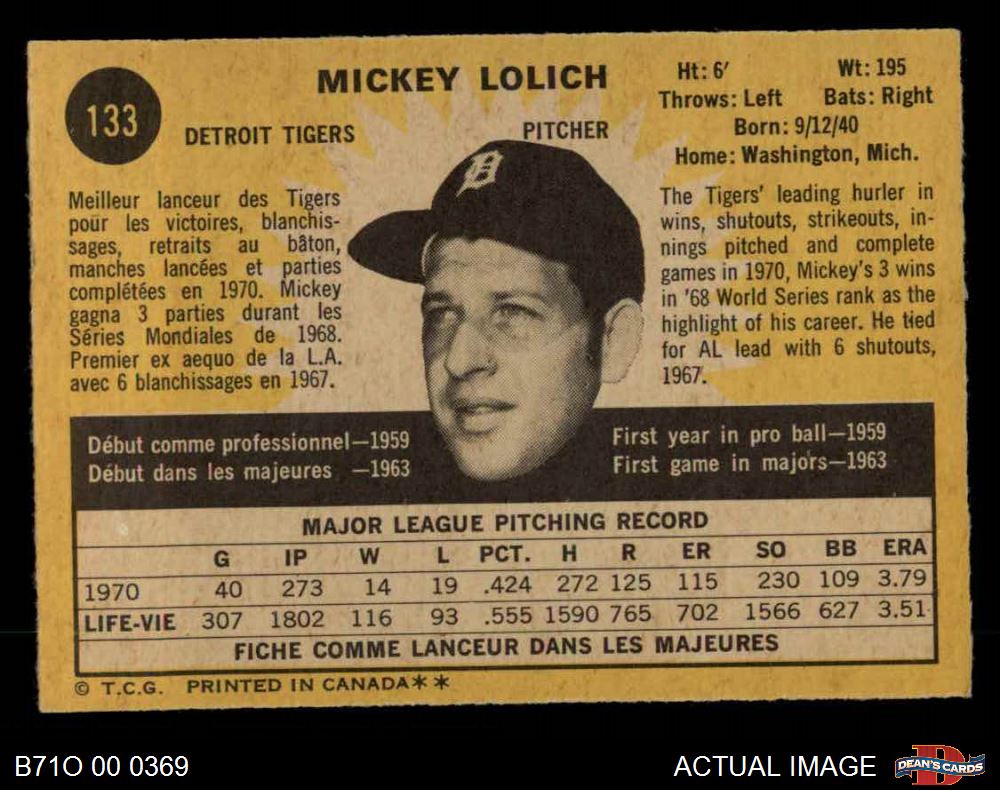 133
MICKEY LOLICH
DETROIT TIGERS PITCHER
Ht: 6' Wt: 195
Throws: Left Bats: Right
Born: 9/12/40
Home: Washington, Mich.
Meilleur lanceur des Tigers
pour les victoires, blanchis-
sages, retraits au bâton,
manches lancées et parties
complétées en 1970. Mickey
gagna 3 parties durant les
Séries Mondiales de 1968.
Premier ex aequo de la L.A.
avec 6 blanchissages en 1967.
The Tigers' leading hurler in
wins, shutouts, strikeouts, in-
nings pitched and complete
games in 1970, Mickey's 3 wins
in '68 World Series rank as the
highlight of his career. He tied
for AL lead with 6 shutouts,
1967.
Début comme professionnel—1959
Début dans les majeures —1963
First year in pro ball—1959
First game in majors—1963
MAJOR LEAGUE PITCHING RECORD
G IP W L PCT. H R ER SO BB ERA
1970 40 273 14 19 .424 272 125 115 230 109 3.79
LIFE-VIE 307 1802 116 93 .555 1590 765 702 1566 627 3.51
FICHE COMME LANCEUR DANS LES MAJEURES
© T.C.G. PRINTED IN CANADA**
B71O 00 0369
ACTUAL IMAGE
DEAN'S CARDS